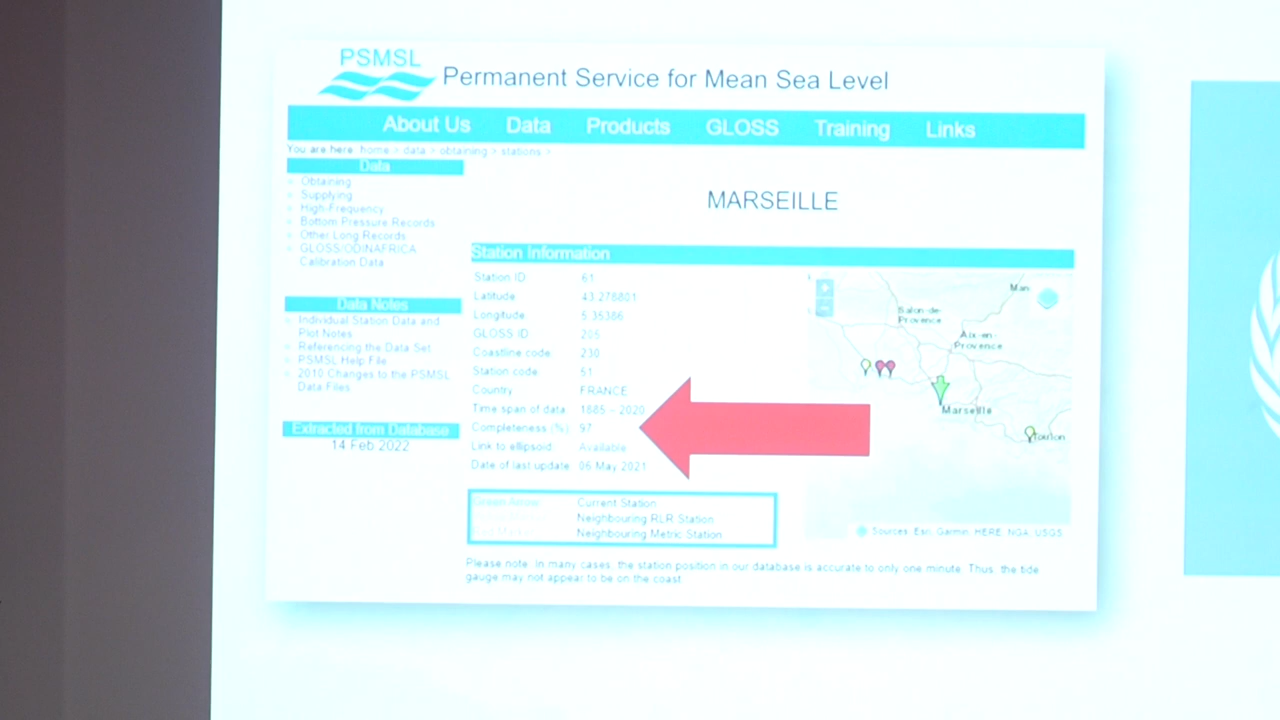 PSMSL
Permanent Service for Mean Sea Level
About Us Data Products GLOSS Training Links
You are here: home > data > obtaining > stations >
Data
Obtaining
Supplying
High-Frequency
Bottom Pressure Records
Other Long Records
GLOSS/ODINAFRICA
Calibration Data
Data Notes
Individual Station Data and
Plot Notes
Referencing the Data Set
PSMSL Help File
2010 Changes to the PSMSL
Data Files
Extracted from Database
14 Feb 2022
MARSEILLE
Station Information
Station ID 61
Latitude 43.278801
Longitude 5.35386
GLOSS ID 205
Coastline code 230
Station code 51
Country FRANCE
Time span of data 1885 – 2020
Completeness (%) 97
Link to ellipsoid Available
Date of last update 06 May 2021
Current Station
Neighbouring RLR Station
Neighbouring Metric Station
Man
Salon-de-
Provence
Aix-en-
Provence
Marseille
Toulon
Sources: Esri, Garmin, HERE, NGA, USGS
Please note: In many cases, the station position in our database is accurate to only one minute. Thus, the tide
gauge may not appear to be on the coast.